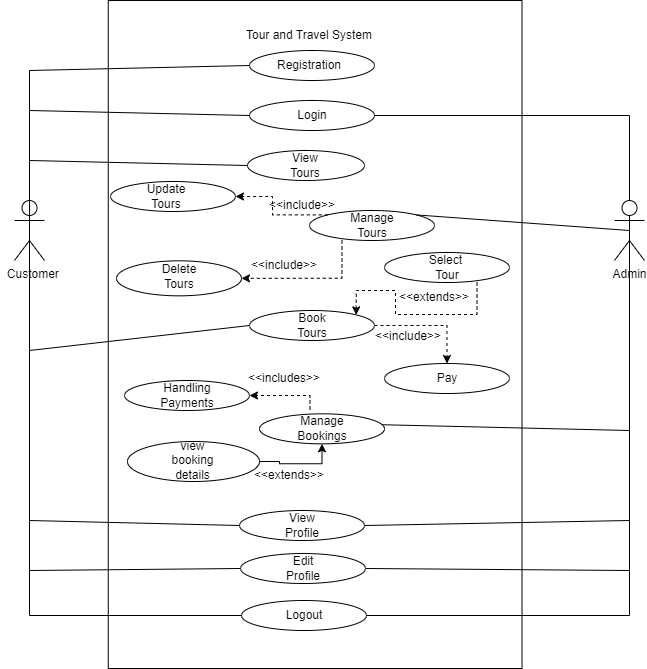 Tour and Travel System
Registration
Login
View
Tours
Update
Tours
<<include>>
Manage
Tours
Customer
Admin
Delete
Tours
<<include>>
Select
Tour
<<extends>>
Book
Tours
<<include>>
Pay
Handling
Payments
<<includes>>
Manage
Bookings
View
booking
details
<<extends>>
View
Profile
Edit
Profile
Logout